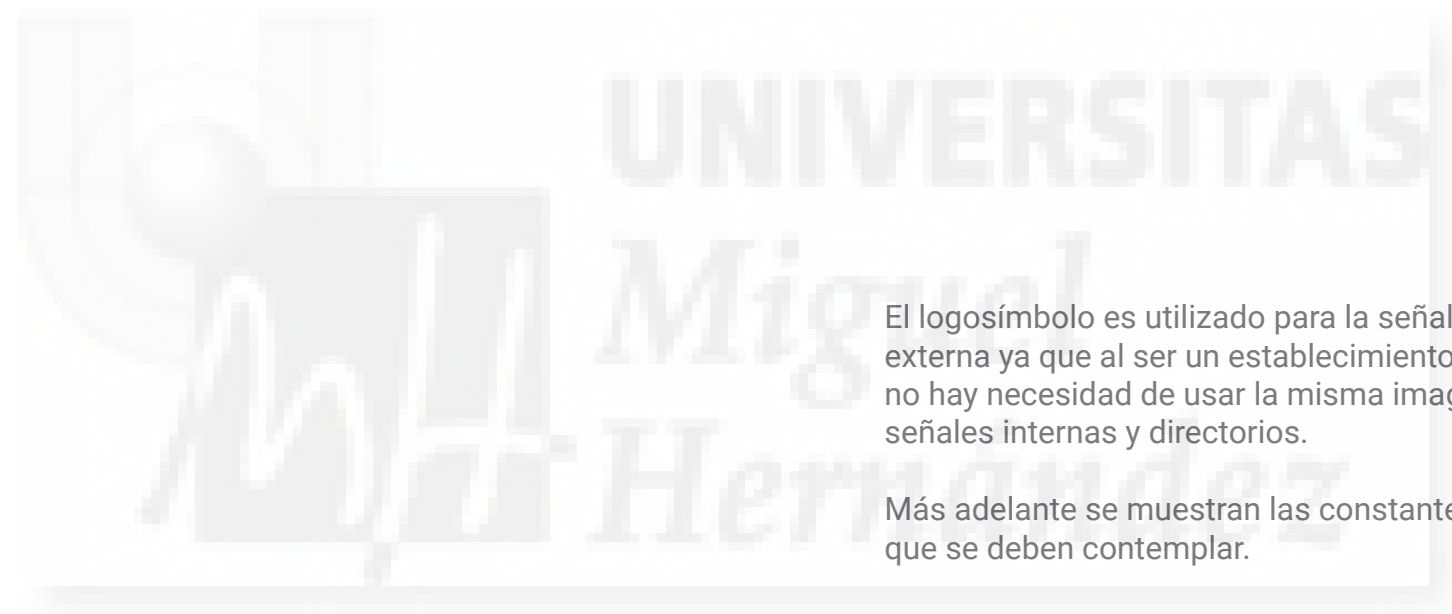 UNIVERSITAS
Miguel
Hernández
El logosímbolo es utilizado para la señal
externa ya que al ser un establecimiento
no hay necesidad de usar la misma imag
señales internas y directorios.
Más adelante se muestran las constante
que se deben contemplar.